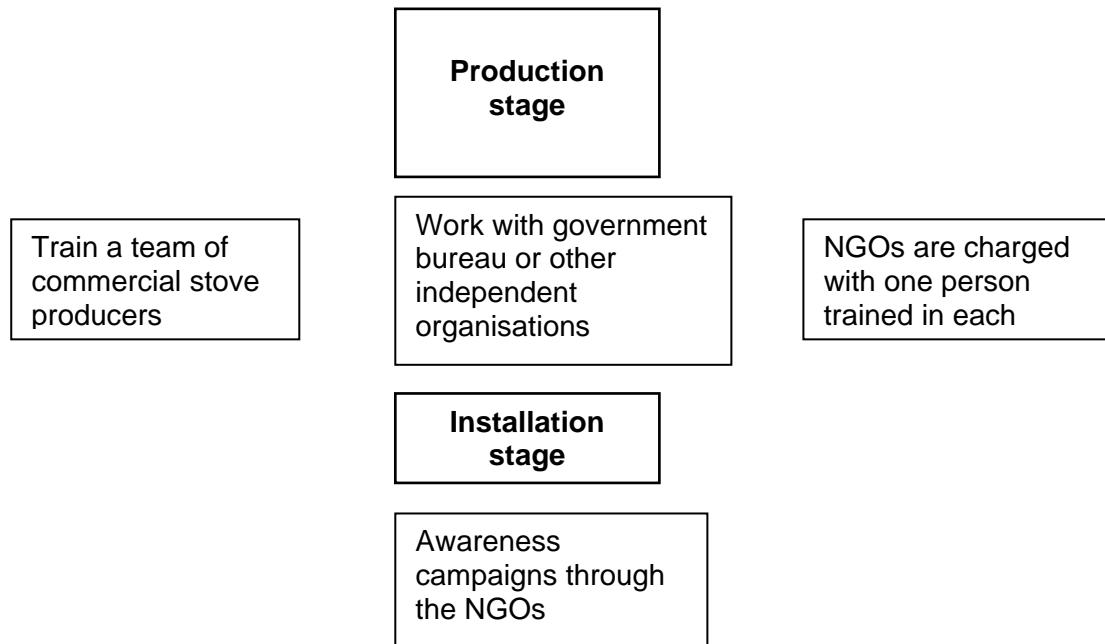 Production
stage
Train a team of
commercial stove
producers
Work with government
bureau or other
independent
organisations
NGOs are charged
with one person
trained in each
Installation
stage
Awareness
campaigns through
the NGOs